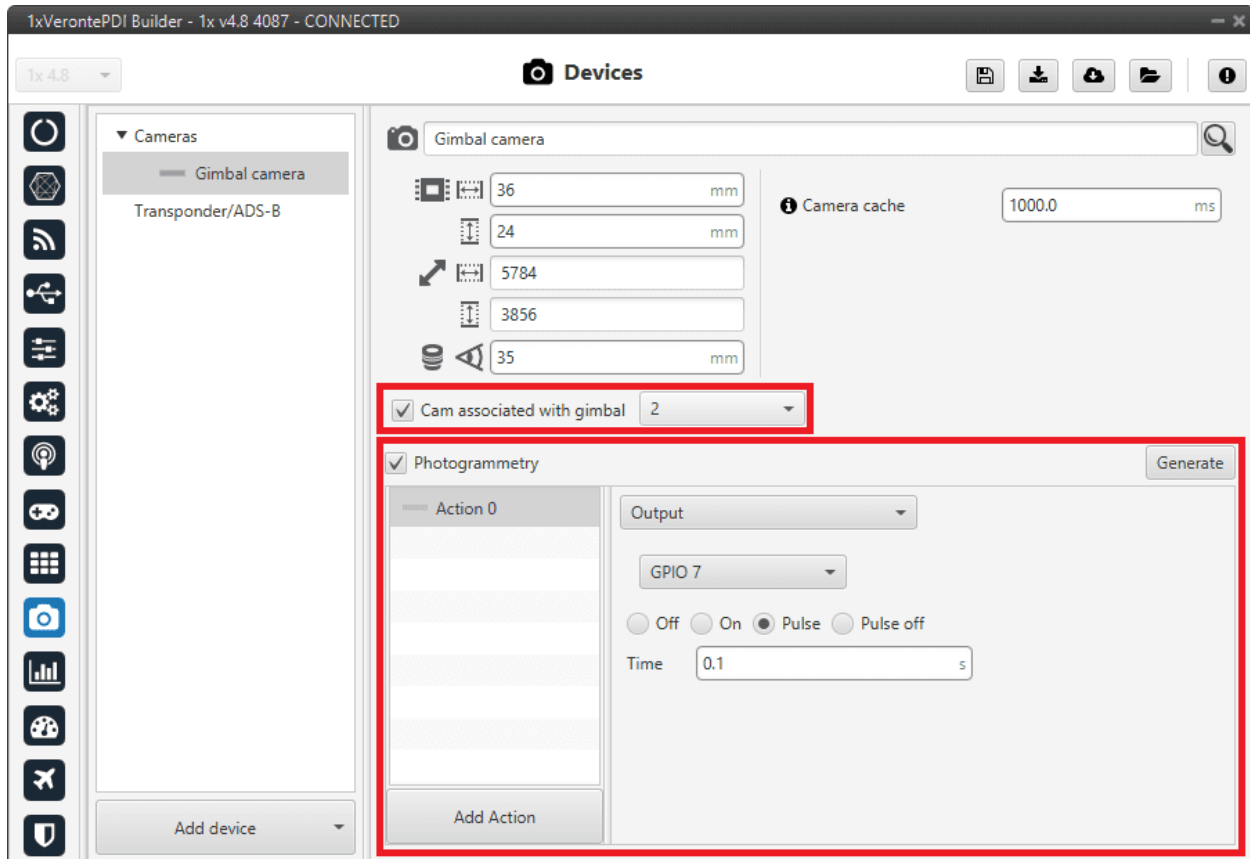 1xVerontePDI Builder - 1x v4.8 4087 - CONNECTED
1x 4.8
Devices
Cameras
Gimbal camera
Transponder/ADS-B
Add device
Gimbal camera
36 mm
24 mm
5784
3856
35 mm
Camera cache 1000.0 ms
Cam associated with gimbal 2
Photogrammetry Generate
Action 0
Add Action
Output
GPIO 7
Off On Pulse Pulse off
Time 0.1 s